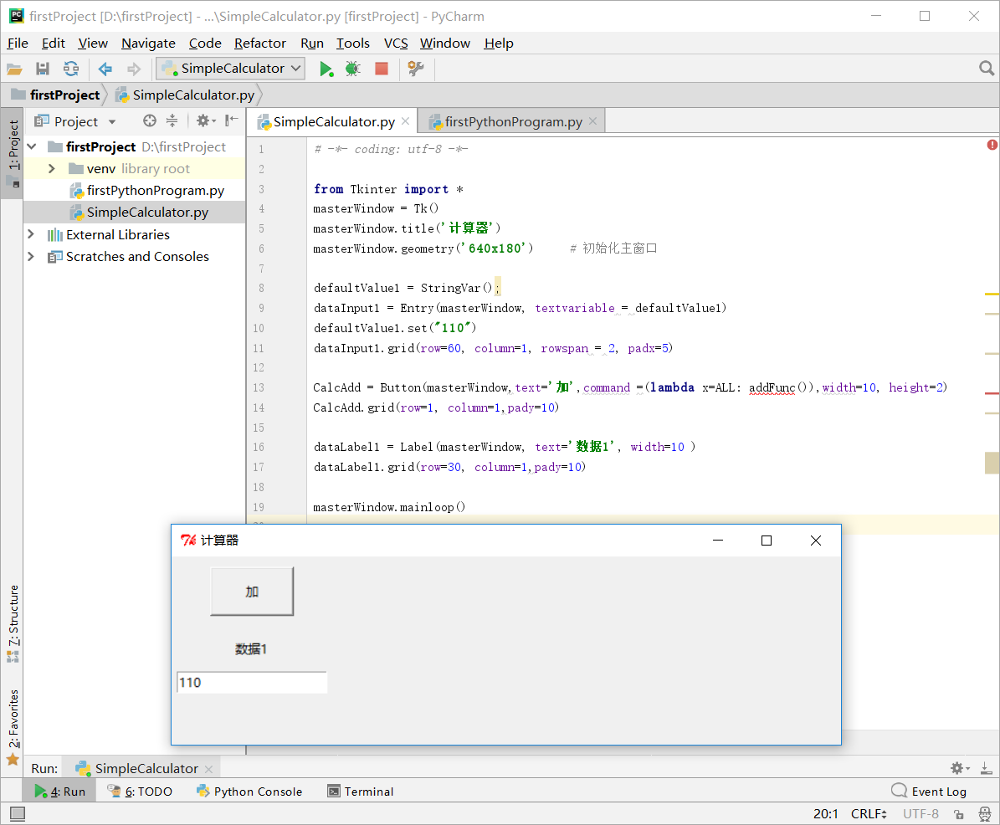 firstProject [D:\firstProject] - ...\SimpleCalculator.py [firstProject] - PyCharm
File Edit View Navigate Code Refactor Run Tools VCS Window Help
SimpleCalculator
firstProject SimpleCalculator.py
1: Project
Project
SimpleCalculator.py
firstPythonProgram.py
firstProject D:\firstProject
venv library root
firstPythonProgram.py
SimpleCalculator.py
External Libraries
Scratches and Consoles
1 # -*- coding: utf-8 -*-
2
3 from Tkinter import *
4 masterWindow = Tk()
5 masterWindow.title('计算器')
6 masterWindow.geometry('640x180') # 初始化主窗口
7
8 defaultValue1 = StringVar();
9 dataInput1 = Entry(masterWindow, textvariable = defaultValue1)
10 defaultValue1.set("110")
11 dataInput1.grid(row=60, column=1, rowspan = 2, padx=5)
12
13 CalcAdd = Button(masterWindow,text='加',command =(lambda x=ALL: addFunc()),width=10, height=2)
14 CalcAdd.grid(row=1, column=1,pady=10)
15
16 dataLabel1 = Label(masterWindow, text='数据1', width=10 )
17 dataLabel1.grid(row=30, column=1,pady=10)
18
19 masterWindow.mainloop()
计算器
加
数据1
110
7: Structure
2: Favorites
Run: SimpleCalculator
4: Run 6: TODO Python Console Terminal Event Log
20:1 CRLF UTF-8